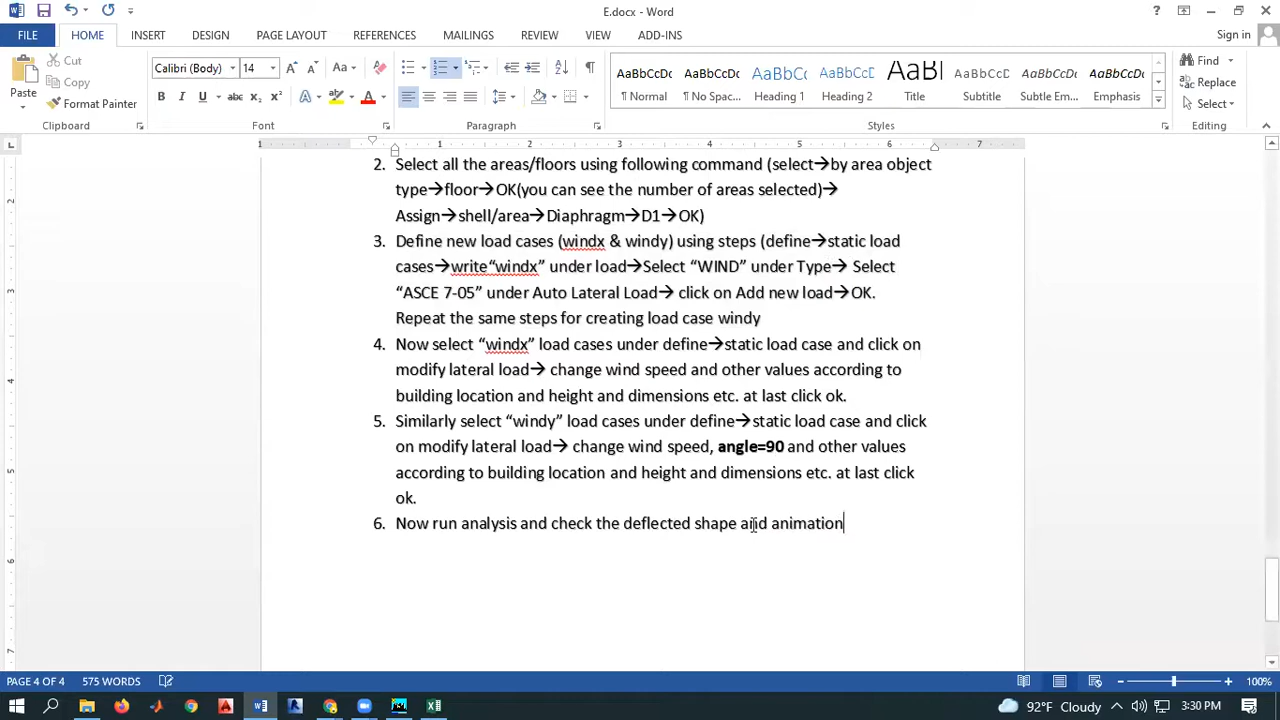 E.docx - Word
FILE HOME INSERT DESIGN PAGE LAYOUT REFERENCES MAILINGS REVIEW VIEW ADD-INS Sign in
Cut
Copy
Format Painter
Paste
Clipboard
Calibri (Body) 14
Font
Paragraph
AaBbCcDc AaBbCcDc AaBbCc AaBbCcD AaBl AaBbCcD AaBbCcDc AaBbCcDc
¶ Normal ¶ No Spac... Heading 1 Heading 2 Title Subtitle Subtle Em... Emphasis
Styles
Find
Replace
Select
Editing
2. Select all the areas/floors using following command (select→by area object
type→floor→OK(you can see the number of areas selected)→
Assign→shell/area→Diaphragm→D1→OK)
3. Define new load cases (windx & windy) using steps (define→static load
cases→write“windx” under load→Select “WIND” under Type→ Select
“ASCE 7-05” under Auto Lateral Load→ click on Add new load→OK.
Repeat the same steps for creating load case windy
4. Now select “windx” load cases under define→static load case and click on
modify lateral load→ change wind speed and other values according to
building location and height and dimensions etc. at last click ok.
5. Similarly select “windy” load cases under define→static load case and click
on modify lateral load→ change wind speed, angle=90 and other values
according to building location and height and dimensions etc. at last click
ok.
6. Now run analysis and check the deflected shape and animation
PAGE 4 OF 4 575 WORDS 100%
92°F Cloudy 3:30 PM